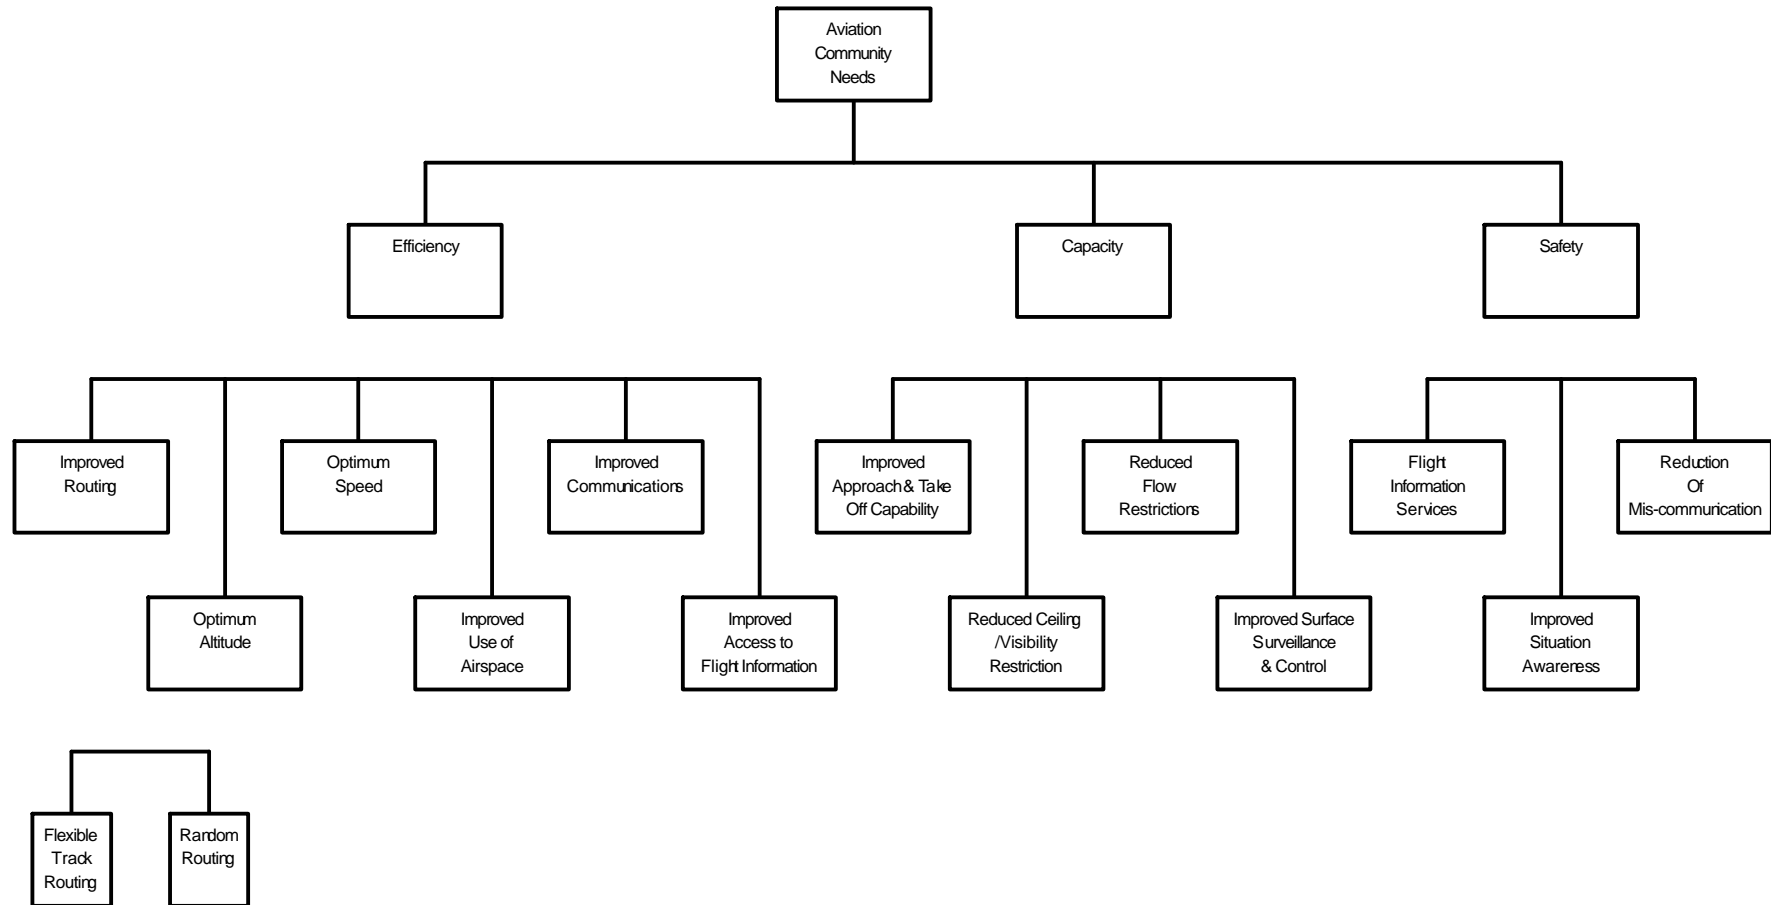 Aviation
Community
Needs
Efficiency
Capacity
Safety
Improved
Routing
Optimum
Speed
Improved
Communications
Improved
Approach & Take
Off Capability
Reduced
Flow
Restrictions
Flight
Information
Services
Reduction
Of
Mis-communication
Optimum
Altitude
Improved
Use of
Airspace
Improved
Access to
Flight Information
Reduced Ceiling
/Visibility
Restriction
Improved Surface
Surveillance
& Control
Improved
Situation
Awareness
Flexible
Track
Routing
Random
Routing